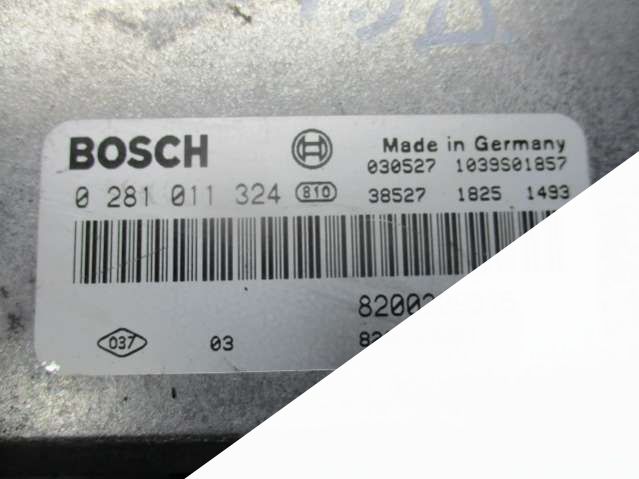 BOSCH
Made in Germany
030527 1039S01857
0 281 011 324 810 38527 1825 1493
037 03